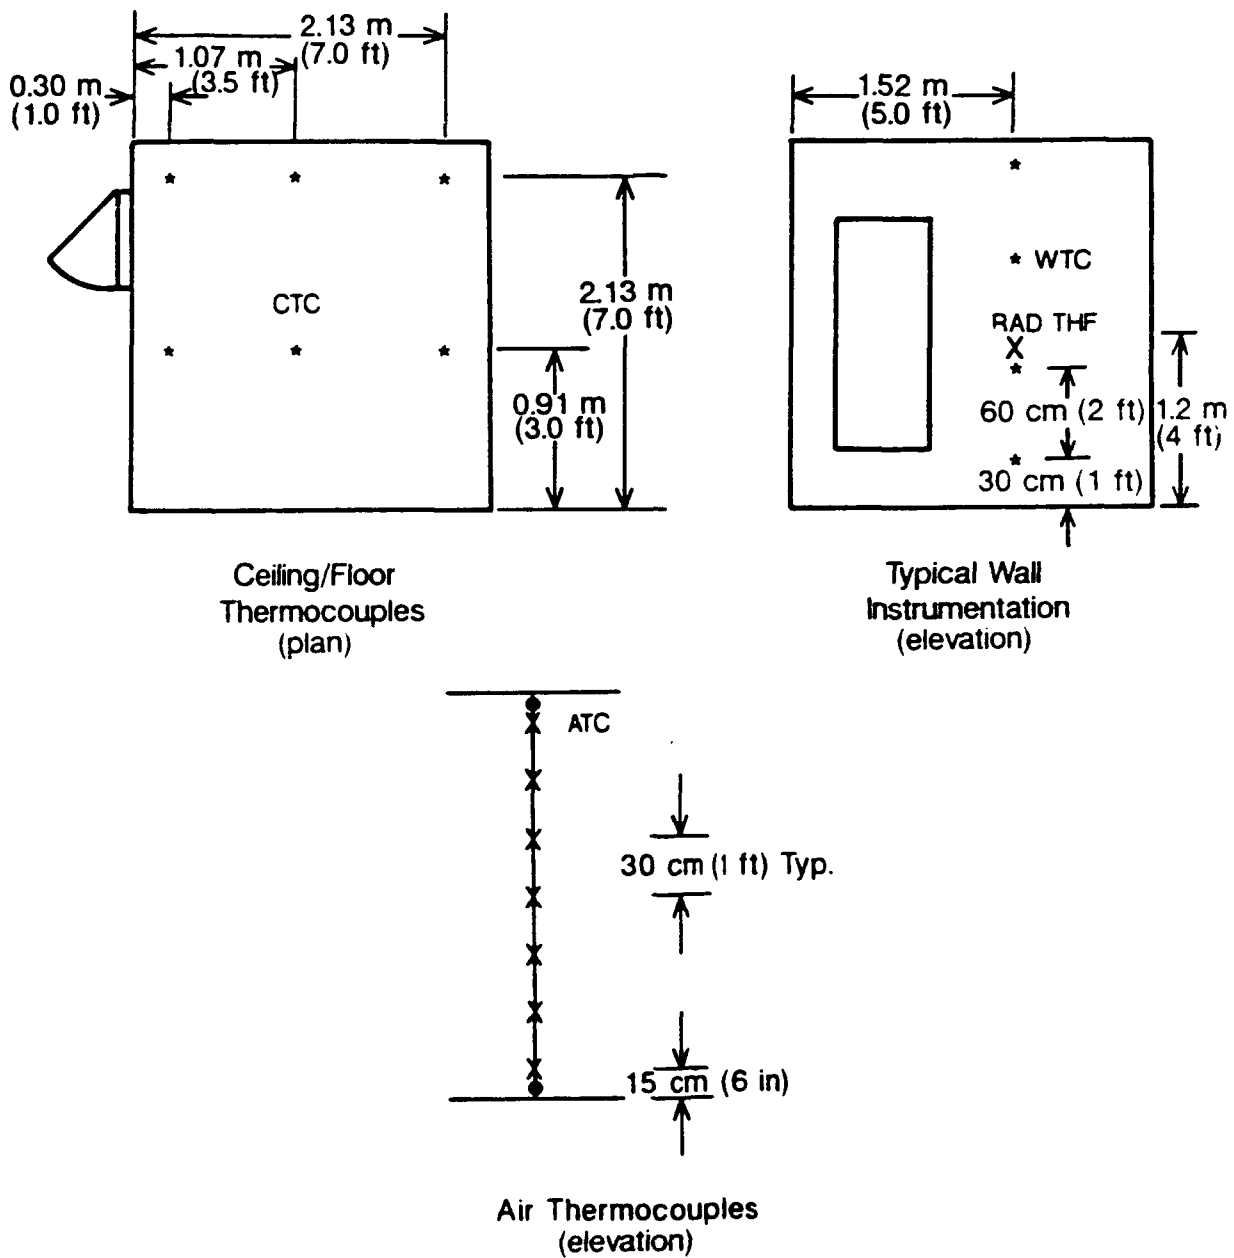 2.13 m
(7.0 ft)
1.07 m
(3.5 ft)
0.30 m
(1.0 ft)
CTC
2.13 m
(7.0 ft)
0.91 m
(3.0 ft)
Ceiling/Floor
Thermocouples
(plan)
1.52 m
(5.0 ft)
* WTC
RAD THF
X
60 cm (2 ft)
1.2 m
(4 ft)
30 cm (1 ft)
Typical Wall
Instrumentation
(elevation)
ATC
30 cm (1 ft) Typ.
15 cm (6 in)
Air Thermocouples
(elevation)